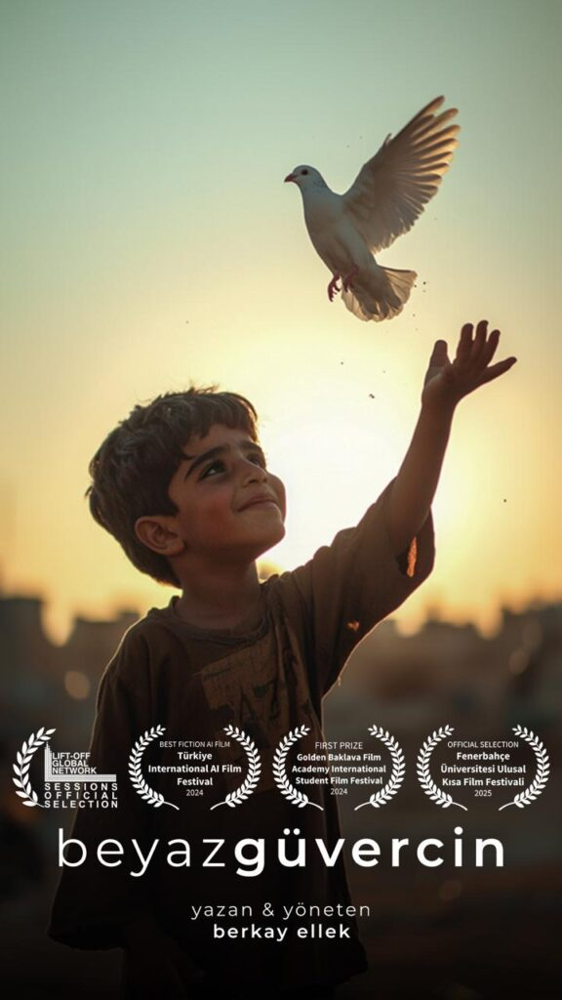 LIFT-OFF
GLOBAL
NETWORK
SESSIONS
OFFICIAL
SELECTION
BEST FICTION AI FİLM
Türkiye
International AI Film
Festival
2024
FIRST PRIZE
Golden Baklava Film
Academy International
Student Film Festival
2024
OFFICIAL SELECTION
Fenerbahçe
Üniversitesi Ulusal
Kısa Film Festivali
2025
beyazgüvercin
yazan & yöneten
berkay ellek